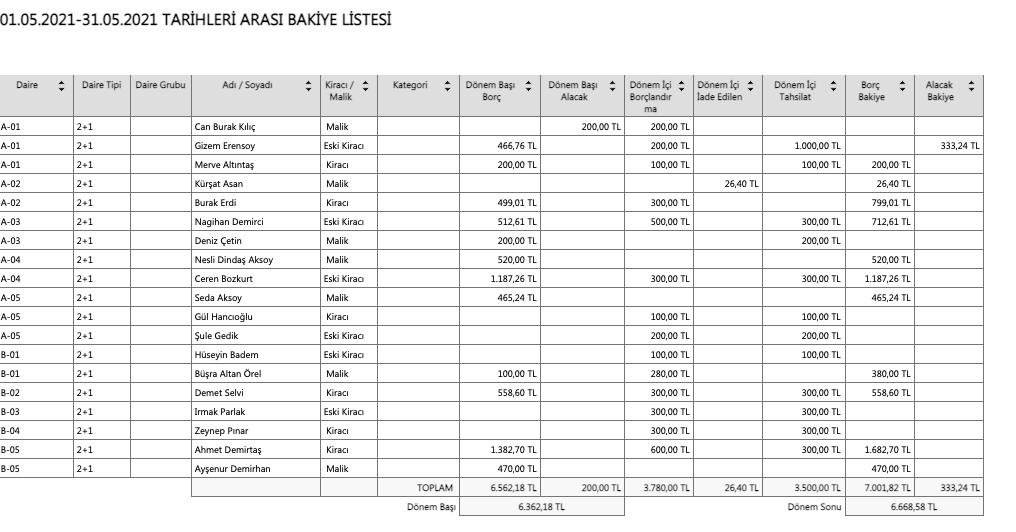 01.05.2021-31.05.2021 TARİHLERİ ARASI BAKİYE LİSTESİ
Daire Daire Tipi Daire Grubu Adı / Soyadı Kiracı / Malik Kategori Dönem Başı Borç Dönem Başı Alacak Dönem İçi Borçlandırma Dönem İçi İade Edilen Dönem İçi Tahsilat Borç Bakiye Alacak Bakiye
A-01 2+1 Can Burak Kılıç Malik 200,00 TL 200,00 TL
A-01 2+1 Gizem Erensoy Eski Kiracı 466,76 TL 200,00 TL 1.000,00 TL 333,24 TL
A-01 2+1 Merve Altıntaş Kiracı 200,00 TL 100,00 TL 100,00 TL 200,00 TL
A-02 2+1 Kürşat Asan Malik 26,40 TL 26,40 TL
A-02 2+1 Burak Erdi Kiracı 499,01 TL 300,00 TL 799,01 TL
A-03 2+1 Nagihan Demirci Eski Kiracı 512,61 TL 500,00 TL 300,00 TL 712,61 TL
A-03 2+1 Deniz Çetin Malik 200,00 TL 200,00 TL
A-04 2+1 Nesli Dindaş Aksoy Malik 520,00 TL 520,00 TL
A-04 2+1 Ceren Bozkurt Eski Kiracı 1.187,26 TL 300,00 TL 300,00 TL 1.187,26 TL
A-05 2+1 Seda Aksoy Malik 465,24 TL 465,24 TL
A-05 2+1 Gül Hancıoğlu Kiracı 100,00 TL 100,00 TL
A-05 2+1 Şule Gedik Eski Kiracı 200,00 TL 200,00 TL
B-01 2+1 Hüseyin Badem Eski Kiracı 100,00 TL 100,00 TL
B-01 2+1 Büşra Altan Örel Malik 100,00 TL 280,00 TL 380,00 TL
B-02 2+1 Demet Selvi Kiracı 558,60 TL 300,00 TL 300,00 TL 558,60 TL
B-03 2+1 Irmak Parlak Eski Kiracı 300,00 TL 300,00 TL
B-04 2+1 Zeynep Pınar Kiracı 300,00 TL 300,00 TL
B-05 2+1 Ahmet Demirtaş Kiracı 1.382,70 TL 600,00 TL 300,00 TL 1.682,70 TL
B-05 2+1 Ayşenur Demirhan Malik 470,00 TL 470,00 TL
TOPLAM 6.562,18 TL 200,00 TL 3.780,00 TL 26,40 TL 3.500,00 TL 7.001,82 TL 333,24 TL
Dönem Başı 6.362,18 TL Dönem Sonu 6.668,58 TL